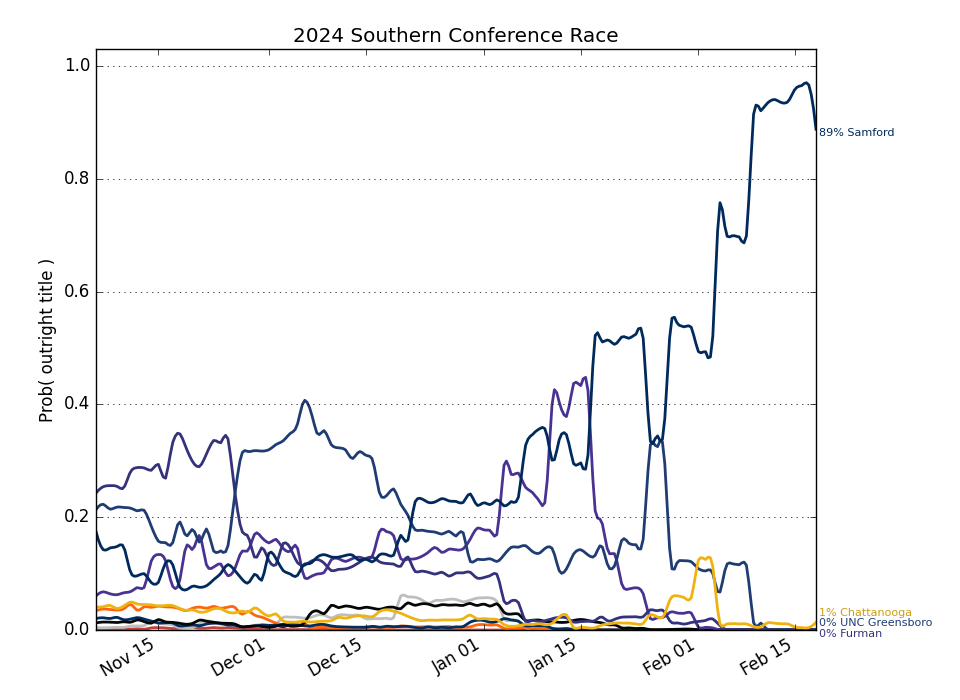 2024 Southern Conference Race
Prob( outright title )
1.0
0.8
0.6
0.4
0.2
0.0
89% Samford
1% Chattanooga
0% UNC Greensboro
0% Furman
Nov 15
Dec 01
Dec 15
Jan 01
Jan 15
Feb 01
Feb 15